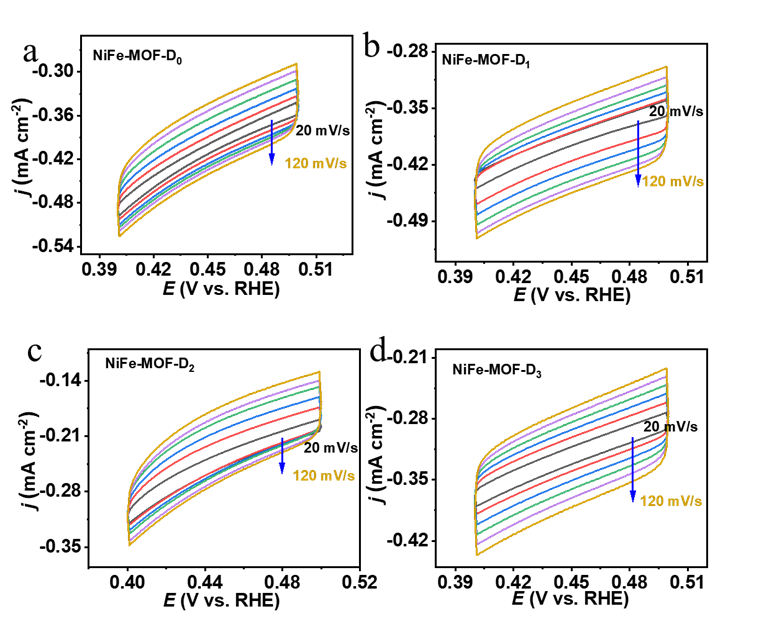 a
NiFe-MOF-D0
-0.30
-0.36
-0.42
-0.48
-0.54
j (mA cm-2)
20 mV/s
120 mV/s
0.39
0.42
0.45
0.48
0.51
E (V vs. RHE)
b
NiFe-MOF-D1
-0.28
-0.35
-0.42
-0.49
j (mA cm-2)
20 mV/s
120 mV/s
0.39
0.42
0.45
0.48
0.51
E (V vs. RHE)
c
NiFe-MOF-D2
-0.14
-0.21
-0.28
-0.35
j (mA cm-2)
20 mV/s
120 mV/s
0.40
0.44
0.48
0.52
E (V vs. RHE)
d
NiFe-MOF-D3
-0.21
-0.28
-0.35
-0.42
j (mA cm-2)
20 mV/s
120 mV/s
0.39
0.42
0.45
0.48
0.51
E (V vs. RHE)